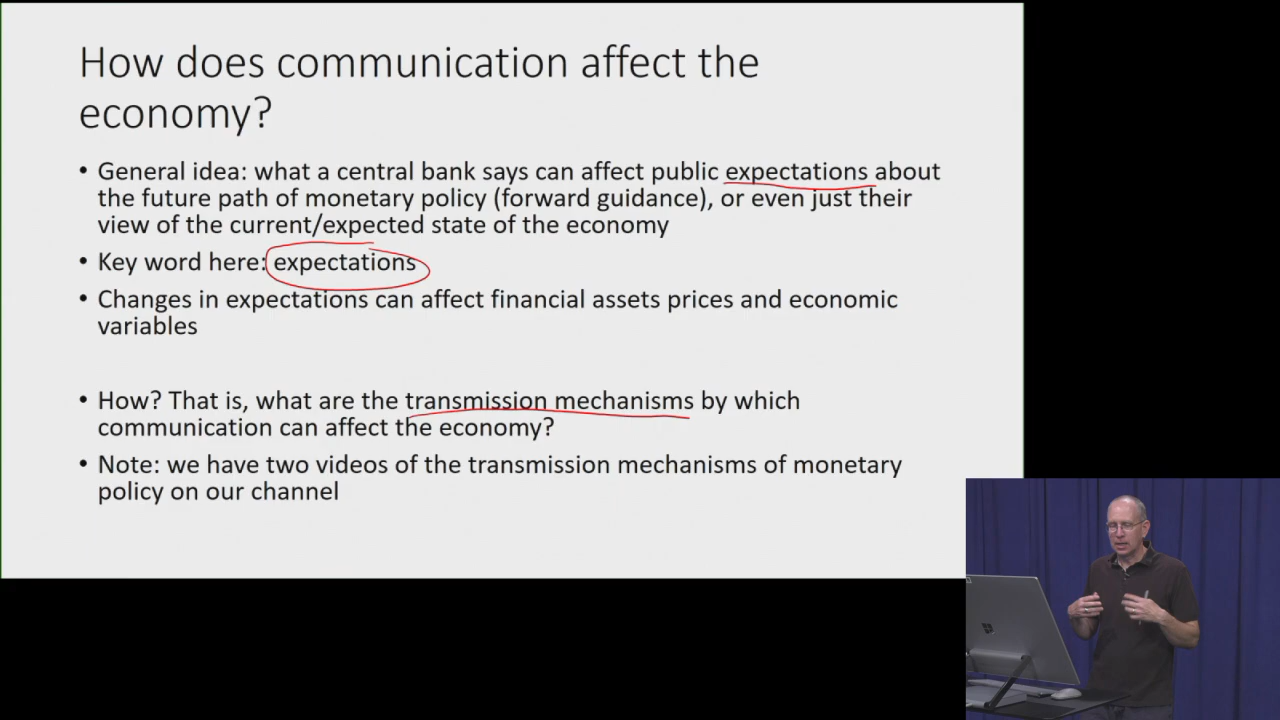 How does communication affect the
economy?
• General idea: what a central bank says can affect public expectations about
the future path of monetary policy (forward guidance), or even just their
view of the current/expected state of the economy
• Key word here: expectations
• Changes in expectations can affect financial assets prices and economic
variables
• How? That is, what are the transmission mechanisms by which
communication can affect the economy?
• Note: we have two videos of the transmission mechanisms of monetary
policy on our channel